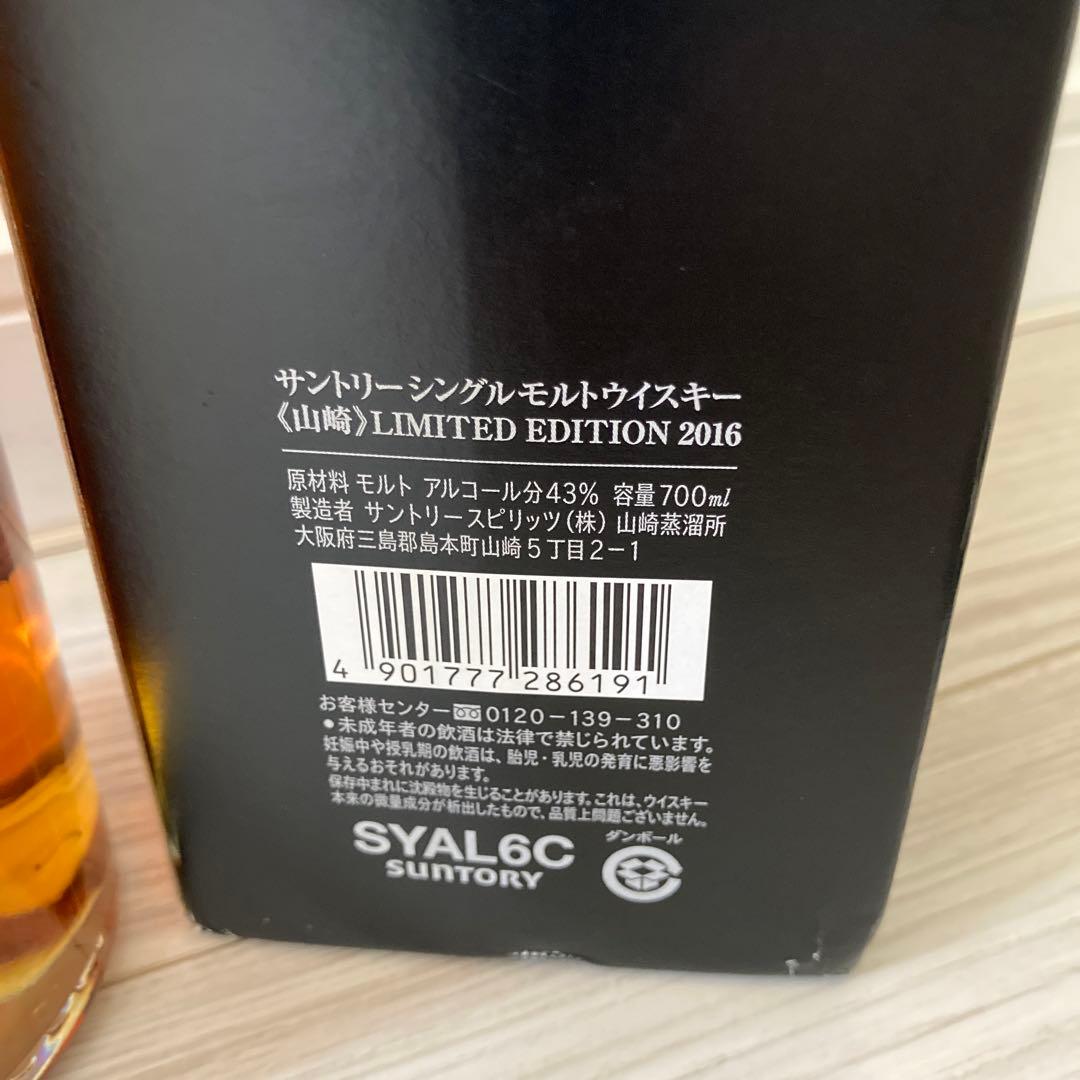 サントリーシングルモルトウイスキー
《山崎》LIMITED EDITION 2016
原材料 モルト アルコール分43% 容量700ml
製造者 サントリースピリッツ(株) 山崎蒸溜所
大阪府三島郡島本町山崎5丁目2-1
4 901777 286191
お客様センター 0120-139-310
●未成年者の飲酒は法律で禁じられています。
妊娠中や授乳期の飲酒は、胎児・乳児の発育に悪影響を
与えるおそれがあります。
保存中まれに沈殿物を生じることがあります。これは、ウイスキー
本来の微量成分が析出したもので、品質上問題ございません。
ダンボール
SYAL6C
SUNTORY